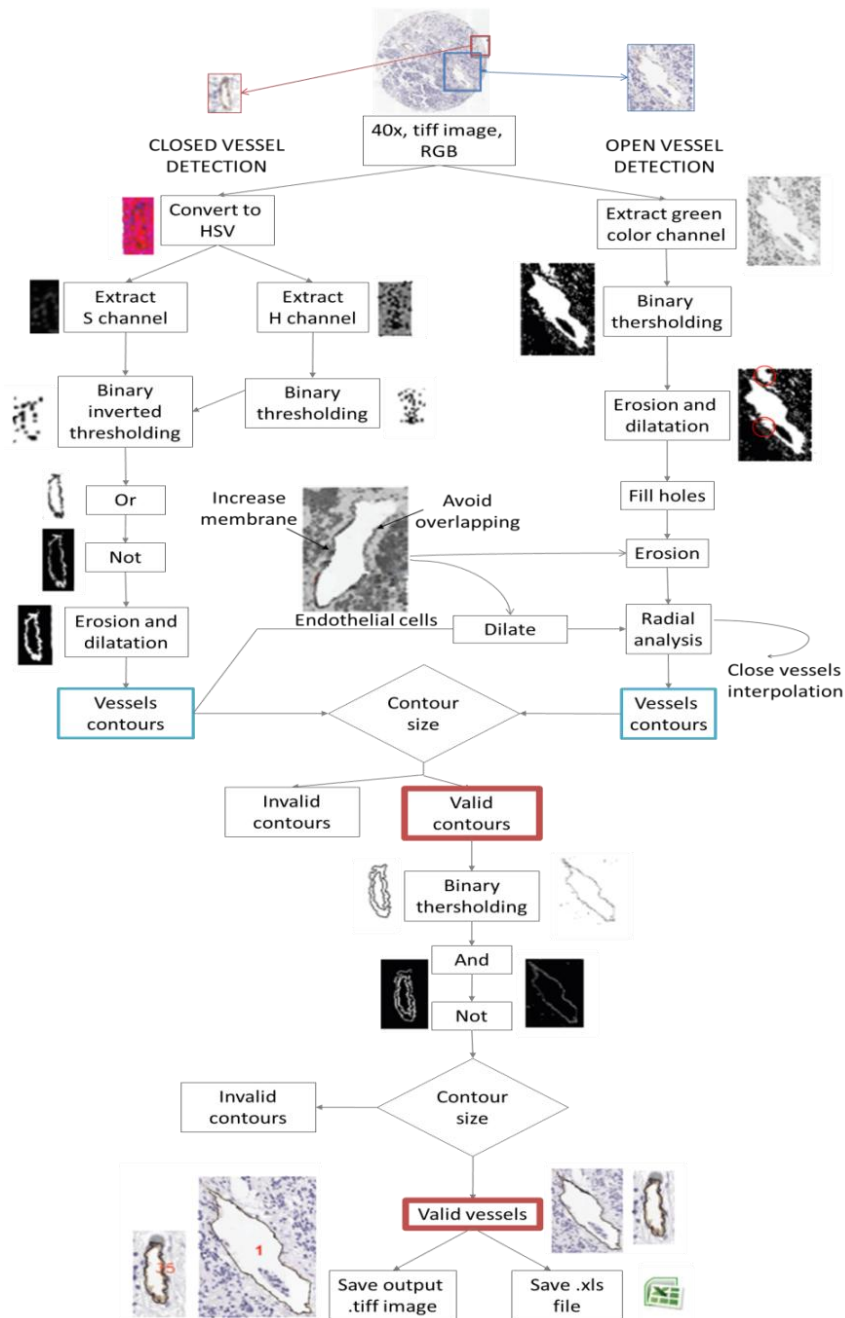 40x, tiff image,
RGB
CLOSED VESSEL
DETECTION
OPEN VESSEL
DETECTION
Convert to
HSV
Extract green
color channel
Extract
S channel
Extract
H channel
Binary
thersholding
Binary
inverted
thresholding
Binary
thresholding
Erosion and
dilatation
Or
Increase
membrane
Avoid
overlapping
Fill holes
Not
Erosion
Erosion and
dilatation
Endothelial cells
Dilate
Radial
analysis
Close vessels
interpolation
Vessels
contours
Contour
size
Vessels
contours
Invalid
contours
Valid
contours
Binary
thersholding
And
Not
Invalid
contours
Contour
size
Valid vessels
15
1
Save output
.tiff image
Save .xls
file
X